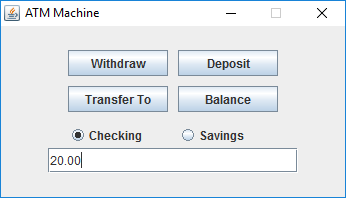 ATM Machine
Withdraw Deposit
Transfer To Balance
Checking Savings
20.00